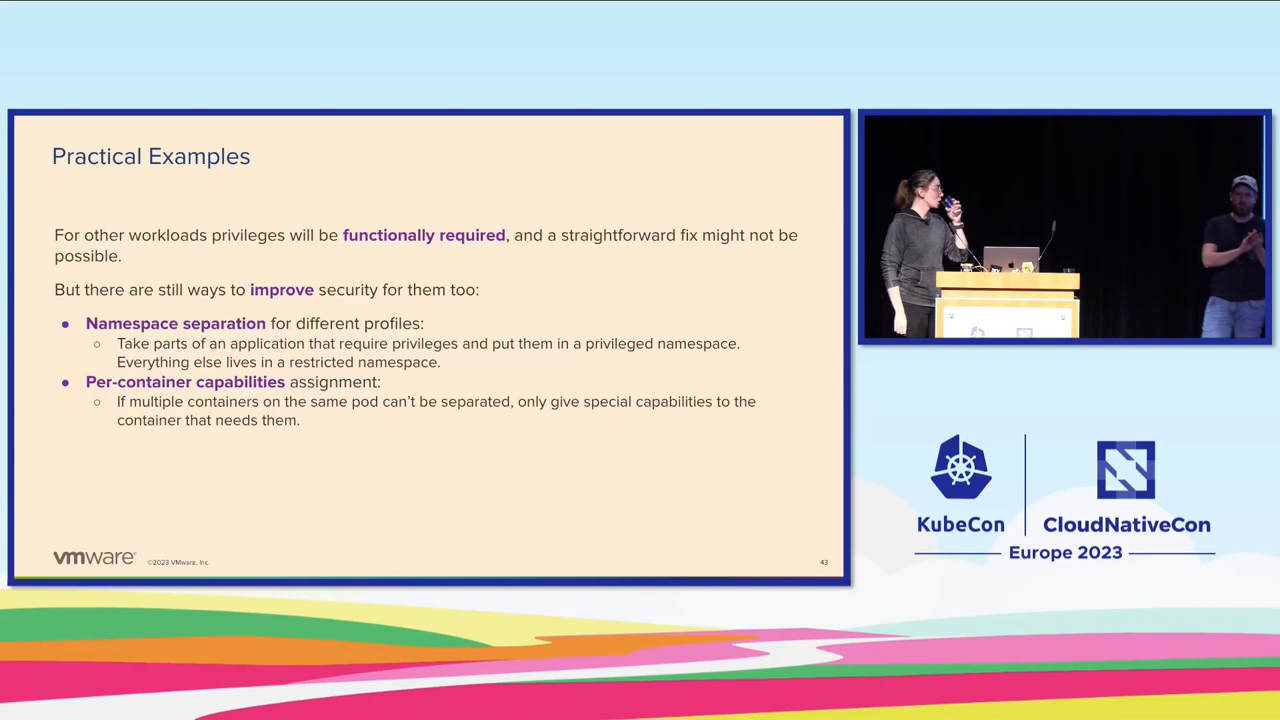 Practical Examples
For other workloads privileges will be functionally required, and a straightforward fix might not be
possible.
But there are still ways to improve security for them too:
● Namespace separation for different profiles:
○ Take parts of an application that require privileges and put them in a privileged namespace.
Everything else lives in a restricted namespace.
● Per-container capabilities assignment:
○ If multiple containers on the same pod can’t be separated, only give special capabilities to the
container that needs them.
vmware®
©2023 VMware, Inc.
43
KubeCon
CloudNativeCon
Europe 2023